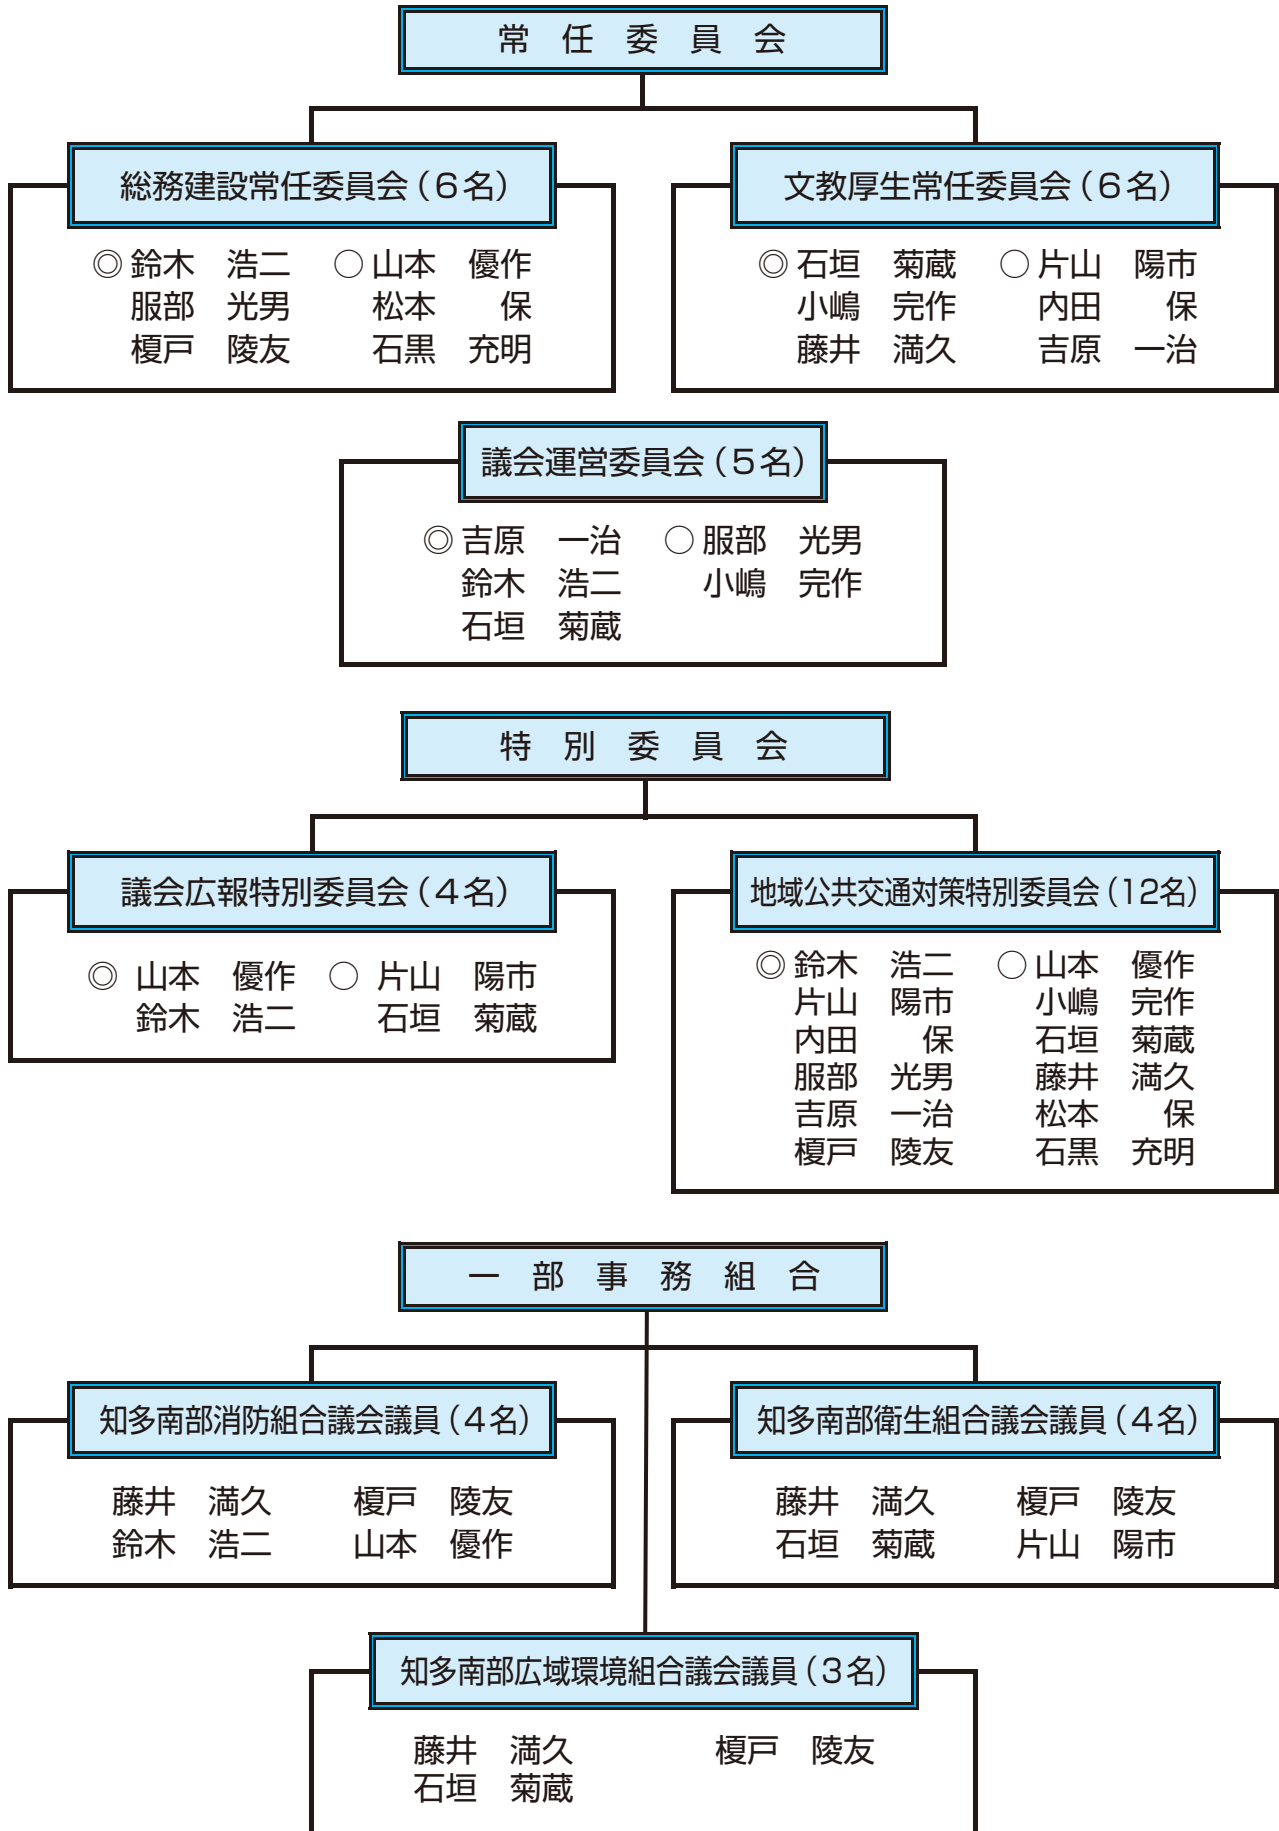 常 任 委 員 会
総務建設常任委員会（６名）
◎鈴木　浩二　○山本　優作
服部　光男　松本　　保
榎戸　陵友　石黒　充明
文教厚生常任委員会（６名）
◎石垣　菊蔵　○片山　陽市
小嶋　完作　内田　　保
藤井　満久　吉原　一治
議会運営委員会（５名）
◎吉原　一治　○服部　光男
鈴木　浩二　小嶋　完作
石垣　菊蔵
特 別 委 員 会
議会広報特別委員会（４名）
◎ 山本　優作　○ 片山　陽市
鈴木　浩二　石垣　菊蔵
地域公共交通対策特別委員会（12名）
◎鈴木　浩二　○山本　優作
片山　陽市　小嶋　完作
内田　　保　石垣　菊蔵
服部　光男　藤井　満久
吉原　一治　松本　　保
榎戸　陵友　石黒　充明
一 部 事 務 組 合
知多南部消防組合議会議員（４名）
藤井　満久　榎戸　陵友
鈴木　浩二　山本　優作
知多南部衛生組合議会議員（４名）
藤井　満久　榎戸　陵友
石垣　菊蔵　片山　陽市
知多南部広域環境組合議会議員（３名）
藤井　満久　榎戸　陵友
石垣　菊蔵